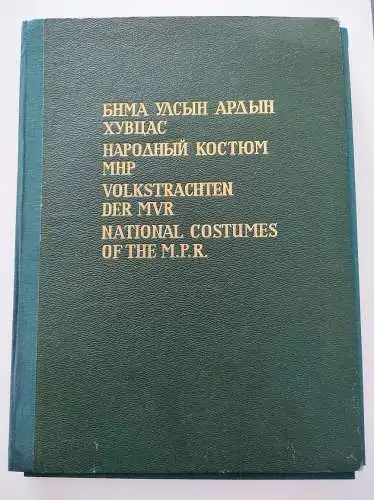 БНМА УЛСЫН АРДЫН
ХУВЦАС
НАРОДНЫЙ КОСТЮМ
МНР
VOLKSTRACHTEN
DER MVR
NATIONAL COSTUMES
OF THE M.P.R.